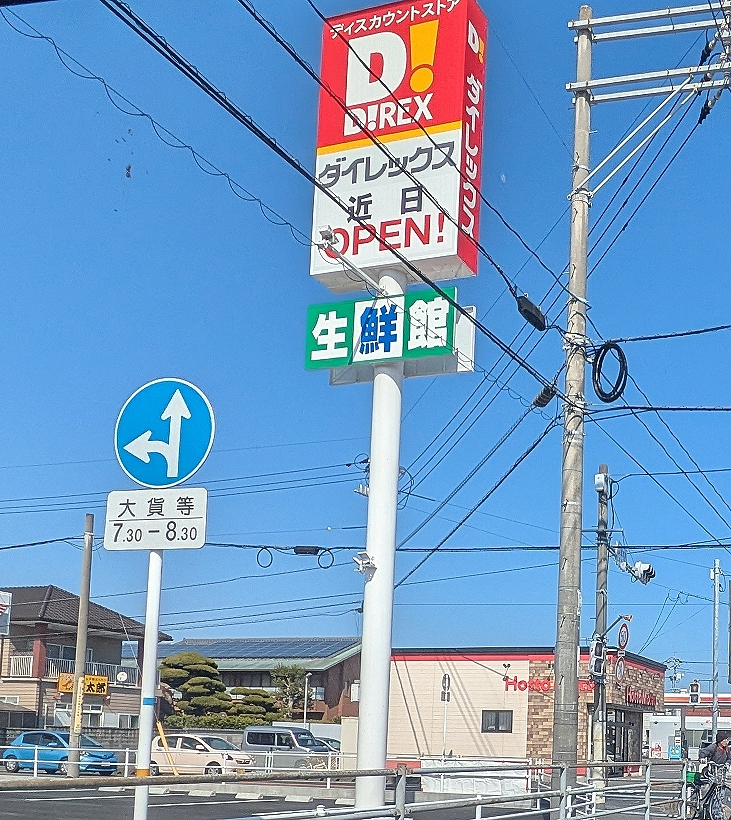 ディスカウントストア
D!
D!REX
ダイレックス
近日
OPEN!
D!
ダイレックス
生鮮館
大貨等
7.30-8.30
太郎
Hotto